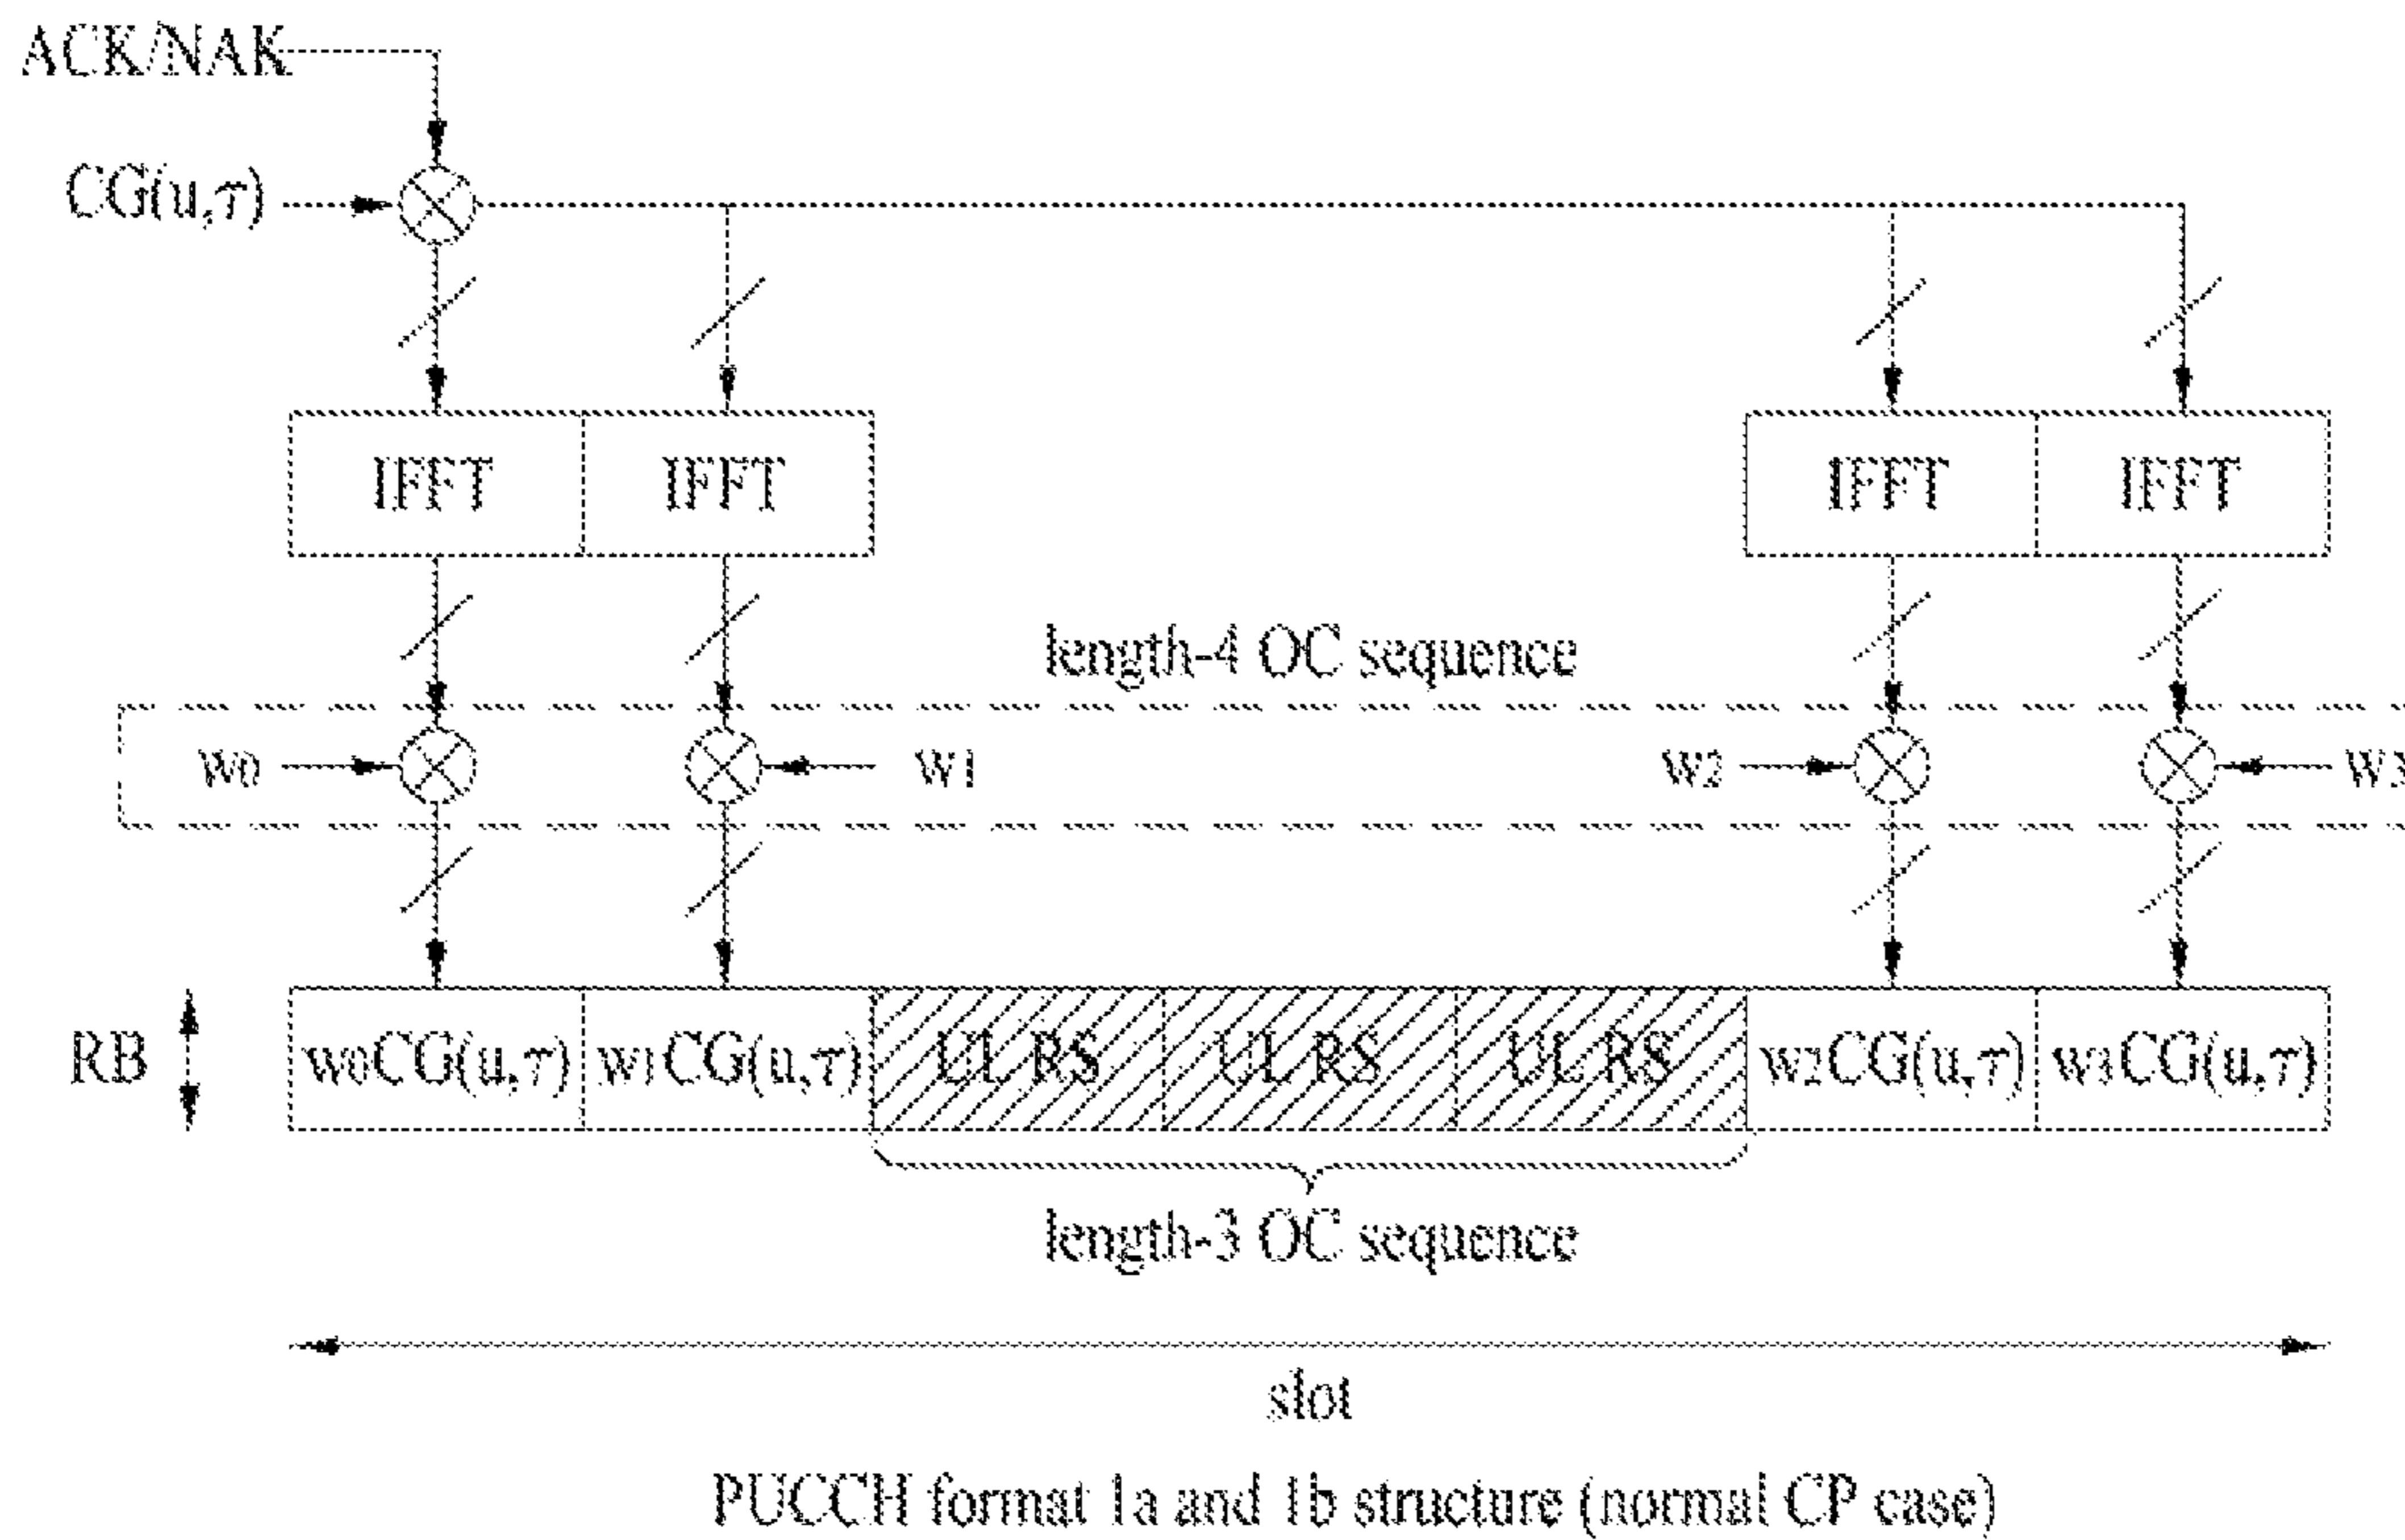 ACK/NAK
CG(u,τ)
IFFT IFFT IFFT IFFT
length-4 OC sequence
W0 W1 W2 W3
RB w0CG(u,τ) w1CG(u,τ) UL RS UL RS UL RS w2CG(u,τ) w3CG(u,τ)
length-3 OC sequence
slot
PUCCH format 1a and 1b structure (normal CP case)